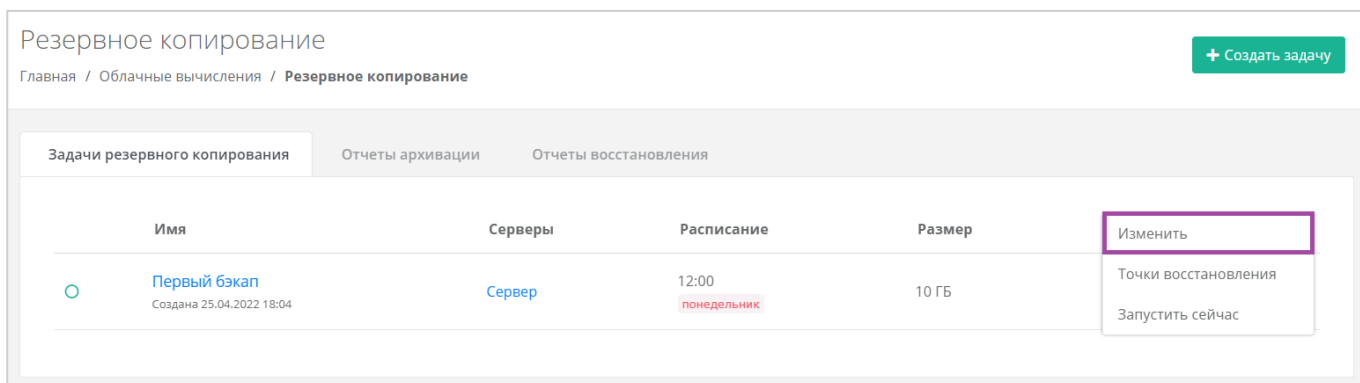 Резервное копирование
+ Создать задачу
Главная / Облачные вычисления / Резервное копирование
Задачи резервного копирования Отчеты архивации Отчеты восстановления
Имя Серверы Расписание Размер
Изменить
Первый бэкап
Создана 25.04.2022 18:04
Сервер
12:00
понедельник
10 ГБ
Точки восстановления
Запустить сейчас